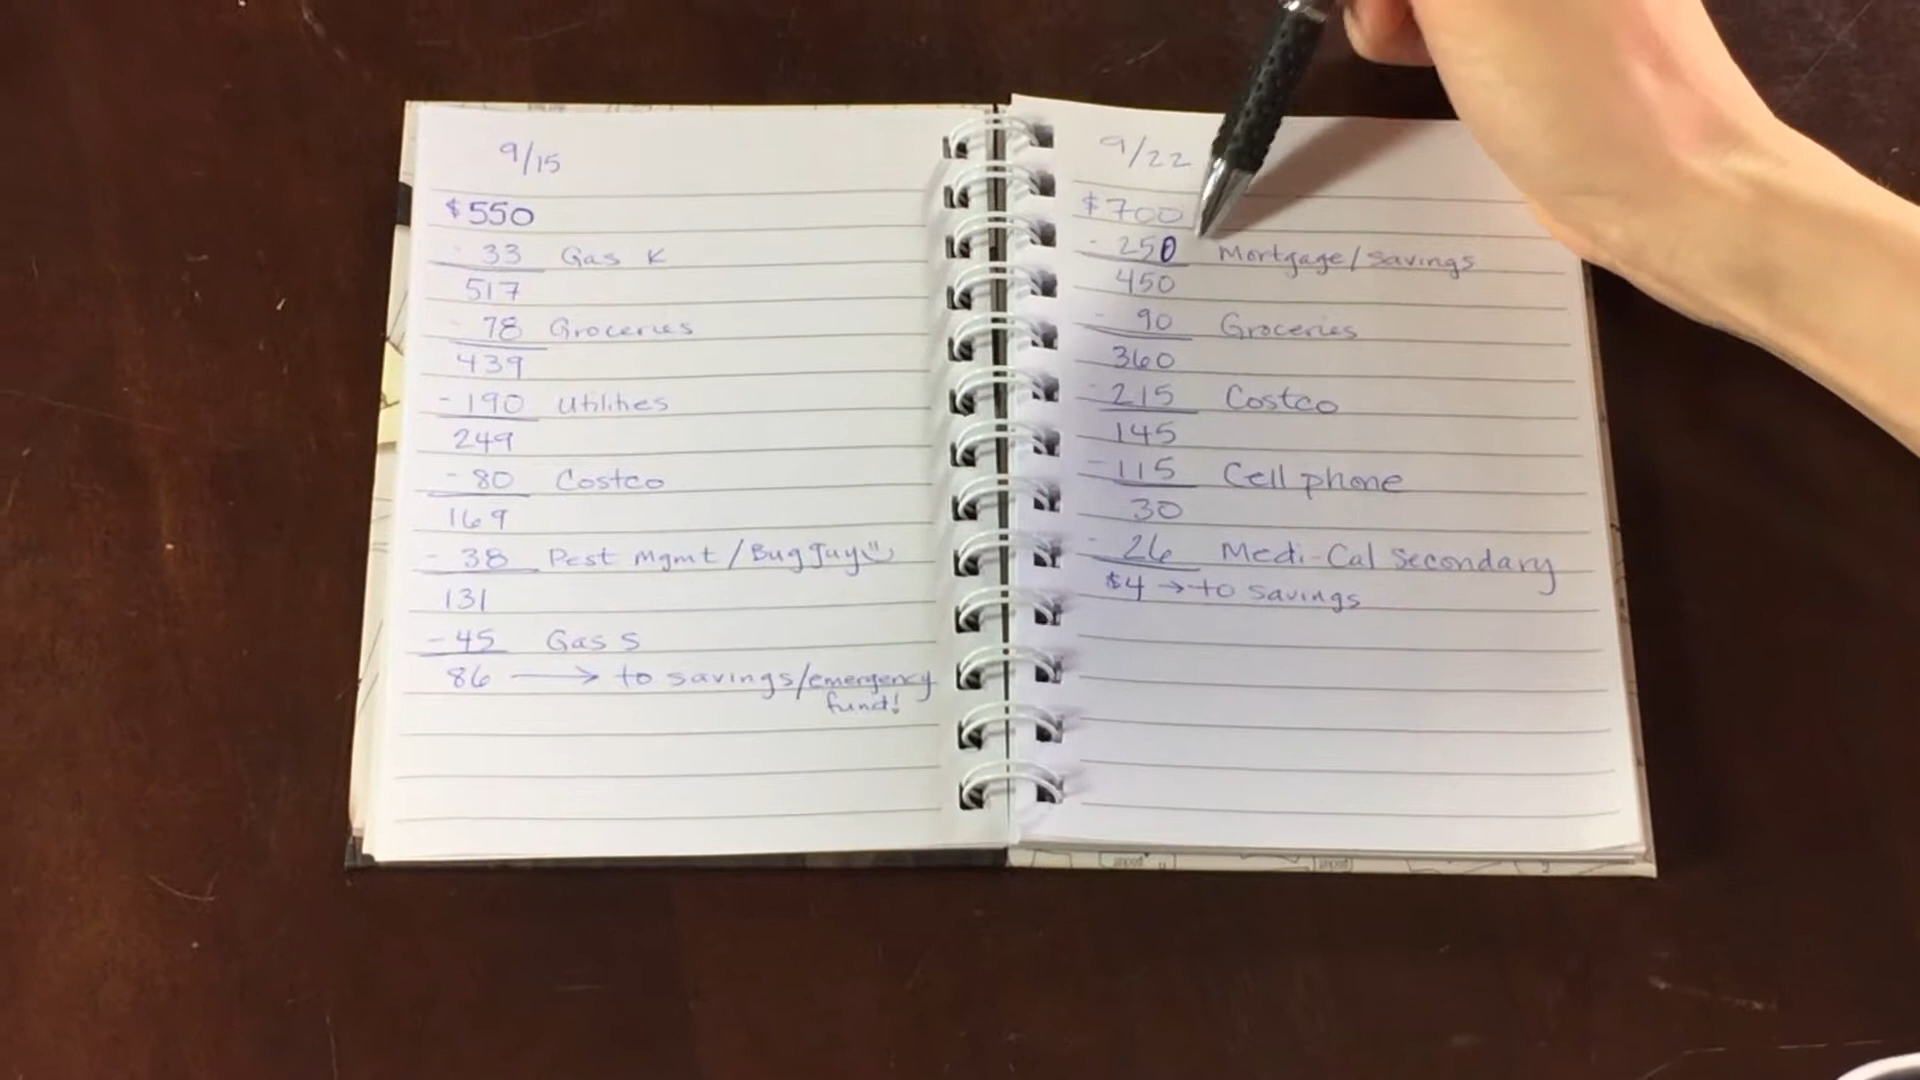 9/15
$550
- 33 Gas K
517
- 78 Groceries
439
- 190 Utilities
249
- 80 Costco
169
- 38 Pest Mgmt/Bug Guy
131
- 45 Gas S
86 → to savings/emergency
fund!
9/22
$700
- 250 Mortgage/Savings
450
- 90 Groceries
360
- 215 Costco
145
- 115 Cell phone
30
- 26 Medi-Cal Secondary
$4 → to savings